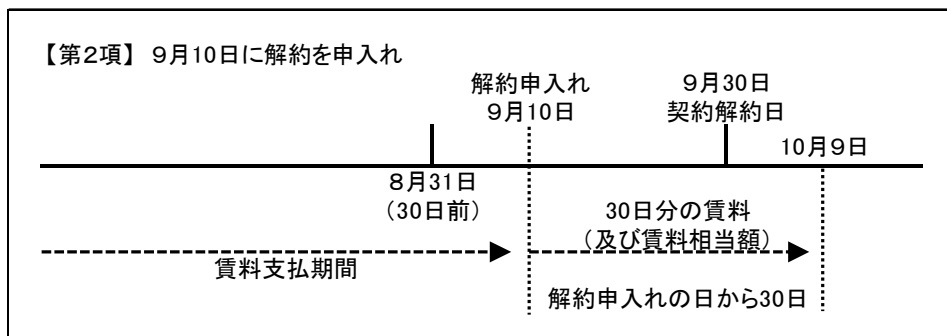 【第2項】 9月10日に解約を申入れ
解約申入れ
9月10日
9月30日
契約解約日
10月9日
8月31日
(30日前)
30日分の賃料
(及び賃料相当額)
賃料支払期間
解約申入れの日から30日